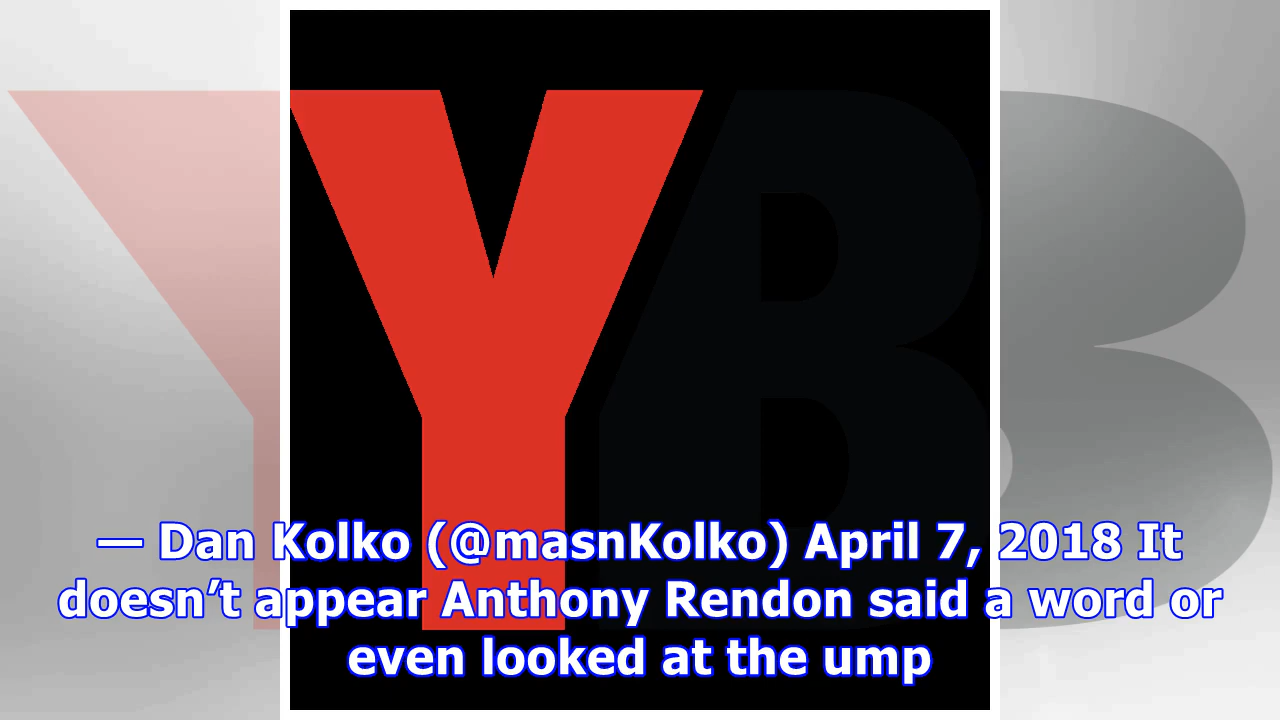 YB
— Dan Kolko (@masnKolko) April 7, 2018 It
doesn’t appear Anthony Rendon said a word or
even looked at the ump